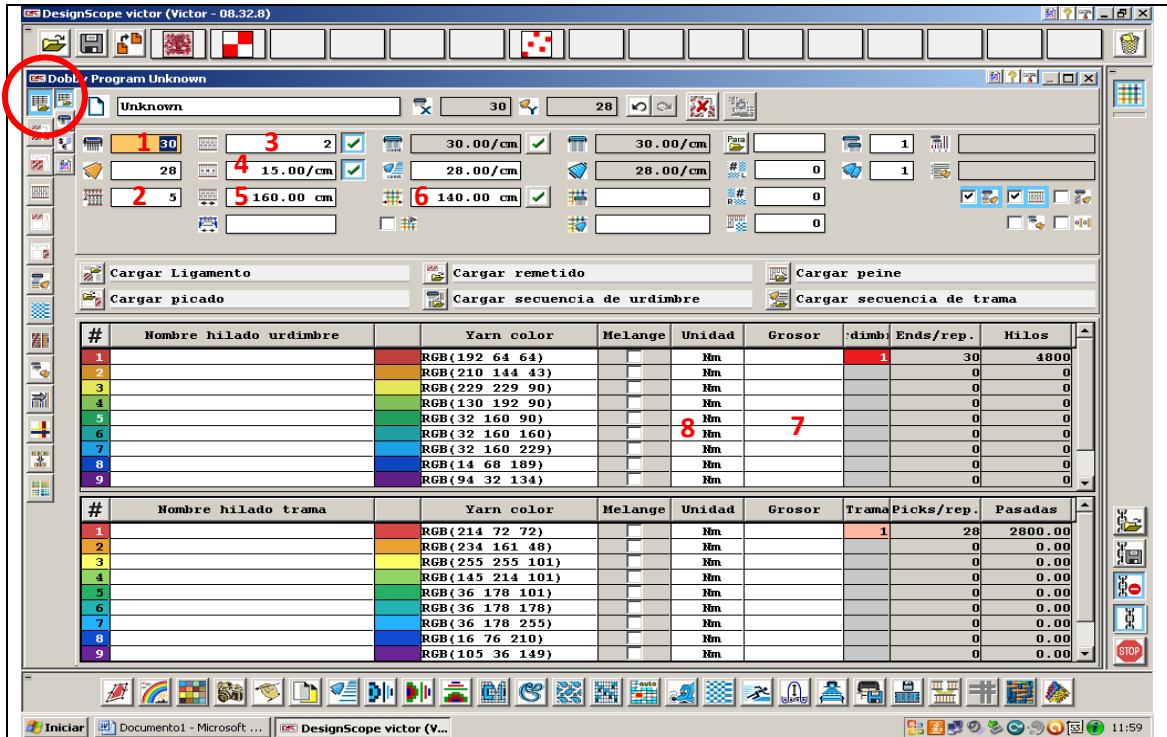 DesignScope victor (Victor - 08.32.8)
Dobby Program Unknown
Unknown 30 28
1 30 3 2 30.00/cm 30.00/cm Para 1
28 4 15.00/cm 28.00/cm 28.00/cm 0 1
2 5 5 160.00 cm 6 140.00 cm 0
0
Cargar Ligamento Cargar remetido Cargar peine
Cargar picado Cargar secuencia de urdimbre Cargar secuencia de trama
# Nombre hilado urdimbre Yarn color Melange Unidad Grosor dimb Ends/rep. Hilos
1 RGB(192 64 64) Nm 1 30 4800
2 RGB(210 144 43) Nm 0 0
3 RGB(229 229 90) Nm 0 0
4 RGB(130 192 90) Nm 0 0
5 RGB(32 160 90) Nm 0 0
6 RGB(32 160 160) 8 Nm 7 0 0
7 RGB(32 160 229) Nm 0 0
8 RGB(14 68 189) Nm 0 0
9 RGB(94 32 134) Nm 0 0
# Nombre hilado trama Yarn color Melange Unidad Grosor Trama Picks/rep. Pasadas
1 RGB(214 72 72) Nm 1 28 2800.00
2 RGB(234 161 48) Nm 0 0.00
3 RGB(255 255 101) Nm 0 0.00
4 RGB(145 214 101) Nm 0 0.00
5 RGB(36 178 101) Nm 0 0.00
6 RGB(36 178 178) Nm 0 0.00
7 RGB(36 178 255) Nm 0 0.00
8 RGB(16 76 210) Nm 0 0.00
9 RGB(105 36 149) Nm 0 0.00
STOP
auto
Iniciar Documento1 - Microsoft ... DesignScope victor (V... 11:59